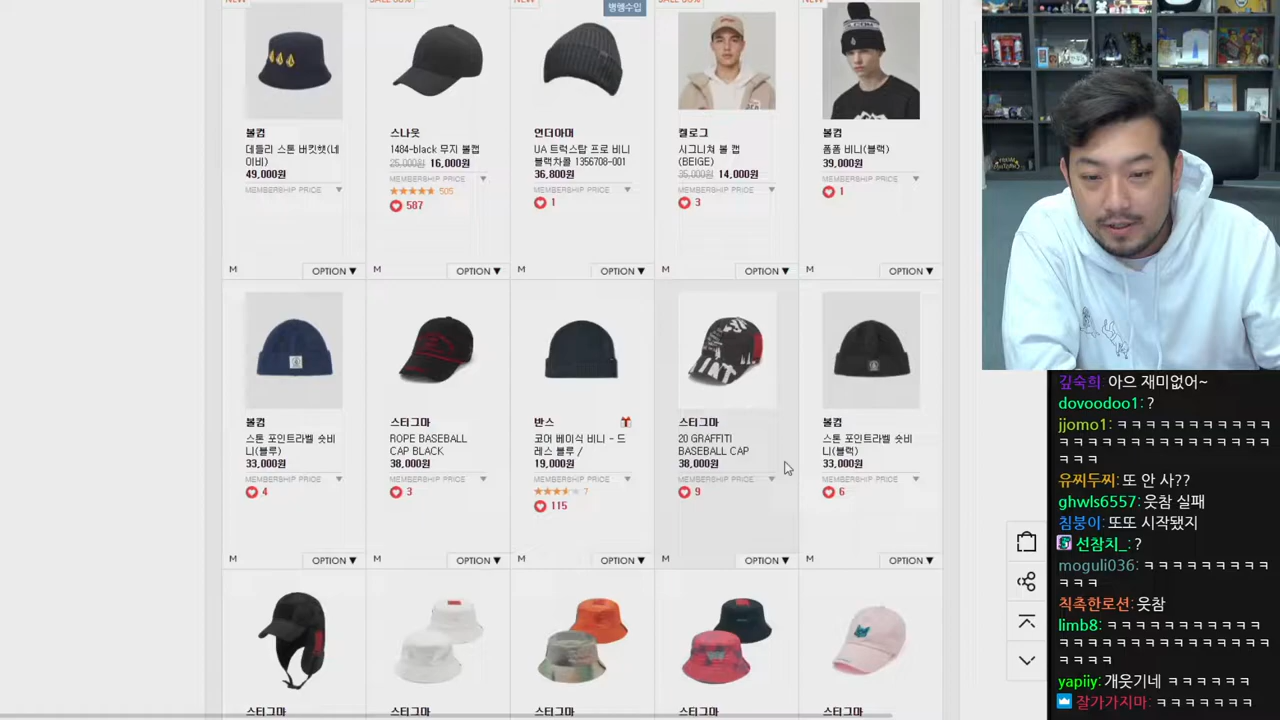 NEW
SALE
NEW
병행수입
NEW
볼컴
데들리 스톤 버킷햇(네
이비)
49,000원
MEMBERSHIP PRICE ▼
스나웃
1484-black 무지 볼캡
25,000원 16,000원
MEMBERSHIP PRICE ▼
505
587
언더아머
UA 트럭스탑 프로 비니
블랙차콜 1356708-001
36,800원
MEMBERSHIP PRICE ▼
1
켈로그
시그니쳐 볼 캡
(BEIGE)
35,000원 14,000원
MEMBERSHIP PRICE ▼
3
볼컴
폼폼 비니(블랙)
39,000원
MEMBERSHIP PRICE ▼
1
M OPTION ▼
M OPTION ▼
M OPTION ▼
M OPTION ▼
M OPTION ▼
볼컴
스톤 포인트라벨 숏비
니(블루)
33,000원
MEMBERSHIP PRICE ▼
4
스티그마
ROPE BASEBALL
CAP BLACK
38,000원
MEMBERSHIP PRICE ▼
3
반스
코어 베이식 비니 - 드
레스 블루 /
19,000원
MEMBERSHIP PRICE ▼
7
115
스티그마
20 GRAFFITI
BASEBALL CAP
38,000원
MEMBERSHIP PRICE ▼
9
볼컴
스톤 포인트라벨 숏비
니(블랙)
33,000원
MEMBERSHIP PRICE ▼
6
M OPTION ▼
M OPTION ▼
M OPTION ▼
M OPTION ▼
M OPTION ▼
스티그마
스티그마
스티그마
스티그마
스티그마
깊숙희: 아으 재미없어~
dovoodoo1: ?
jjomo1: ㅋㅋㅋㅋㅋㅋㅋㅋㅋㅋ
ㅋㅋㅋㅋㅋㅋㅋㅋㅋㅋㅋㅋㅋㅋ
ㅋㅋㅋ
유찌두찌: 또 안 사??
ghwls6557: 웃참 실패
침붕이: 또또 시작됐지
선참치_: ?
moguli036: ㅋㅋㅋㅋㅋㅋㅋㅋㅋ
ㅋㅋㅋ
칙촉한로션: 웃참
limb8: ㅋㅋㅋㅋㅋㅋㅋㅋㅋㅋㅋ
ㅋㅋㅋㅋㅋㅋㅋㅋㅋㅋㅋㅋㅋㅋ
ㅋㅋㅋㅋ
yapiiy: 개웃기네 ㅋㅋㅋㅋㅋㅋ
잘가가지마: ㅋㅋㅋㅋㅋㅋㅋ